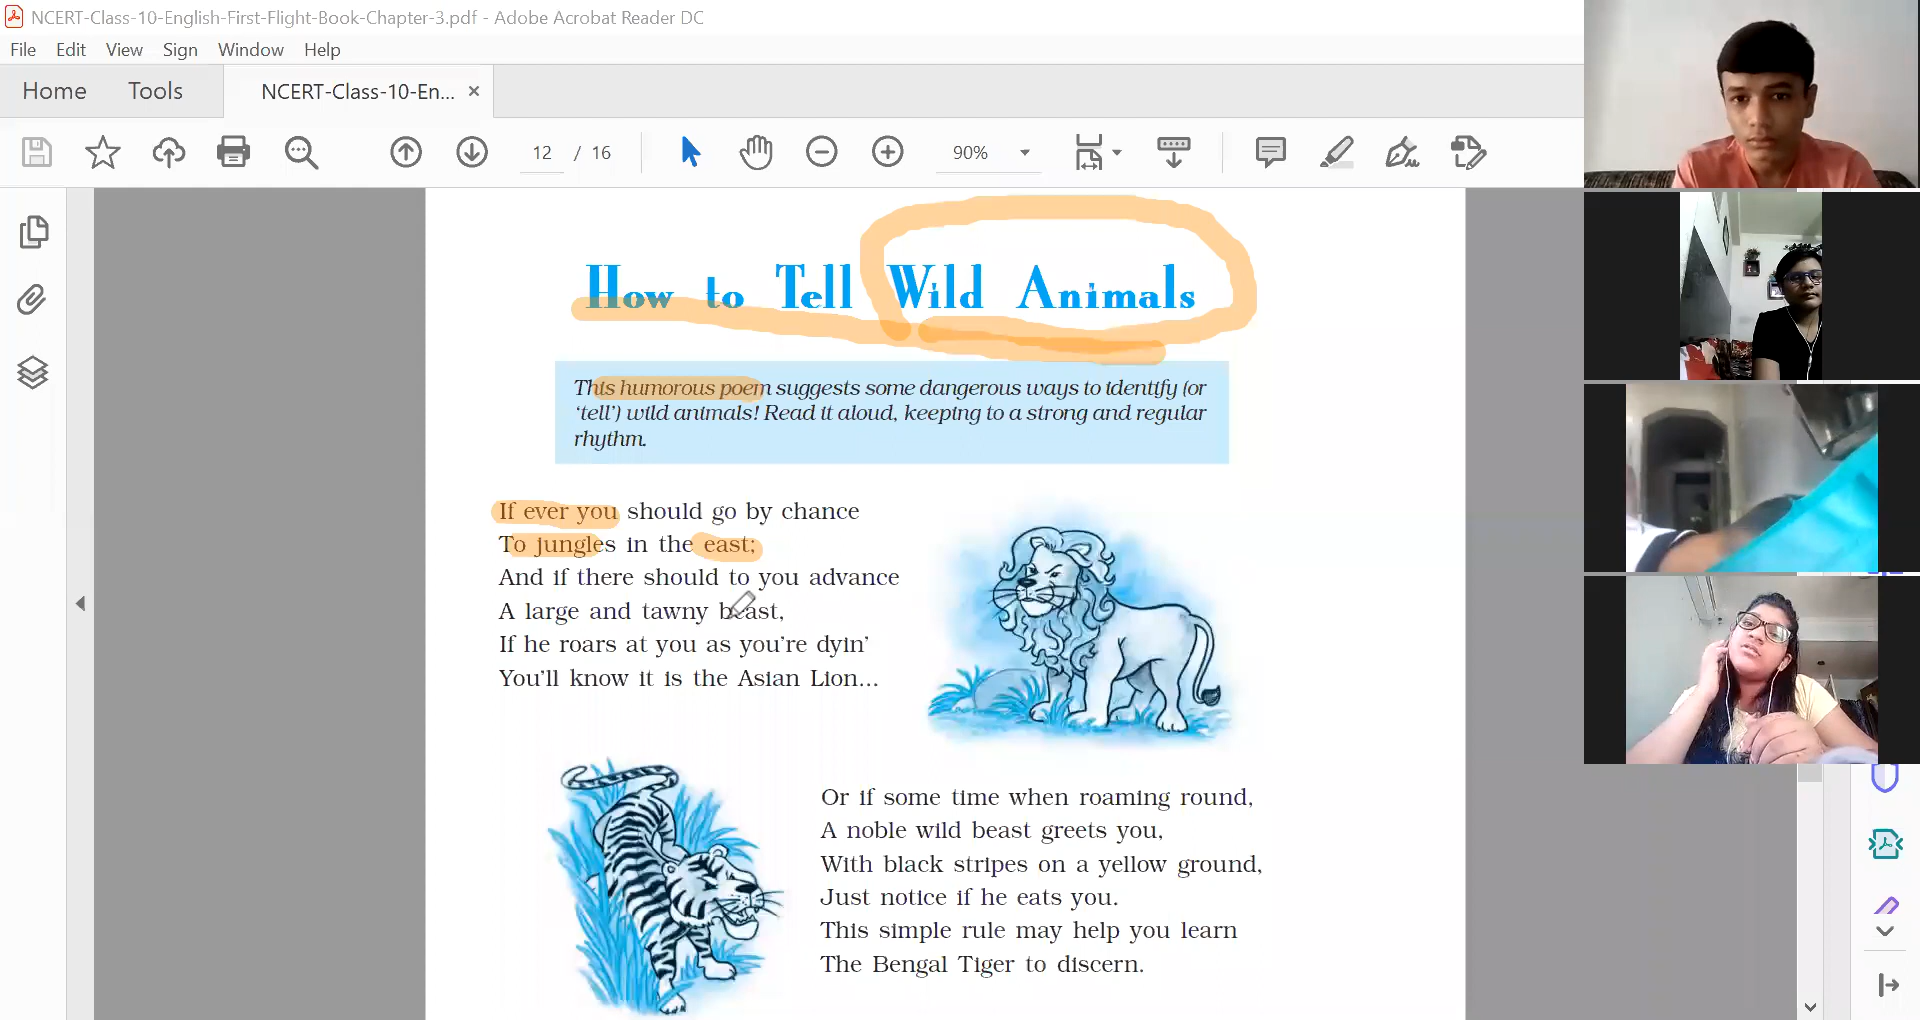 NCERT-Class-10-English-First-Flight-Book-Chapter-3.pdf - Adobe Acrobat Reader DC
File Edit View Sign Window Help
Home Tools NCERT-Class-10-En... ×
12 / 16 90%
How to Tell Wild Animals
This humorous poem suggests some dangerous ways to identify (or
‘tell’) wild animals! Read it aloud, keeping to a strong and regular
rhythm.
If ever you should go by chance
To jungles in the east;
And if there should to you advance
A large and tawny beast,
If he roars at you as you’re dyin’
You’ll know it is the Asian Lion...
Or if some time when roaming round,
A noble wild beast greets you,
With black stripes on a yellow ground,
Just notice if he eats you.
This simple rule may help you learn
The Bengal Tiger to discern.